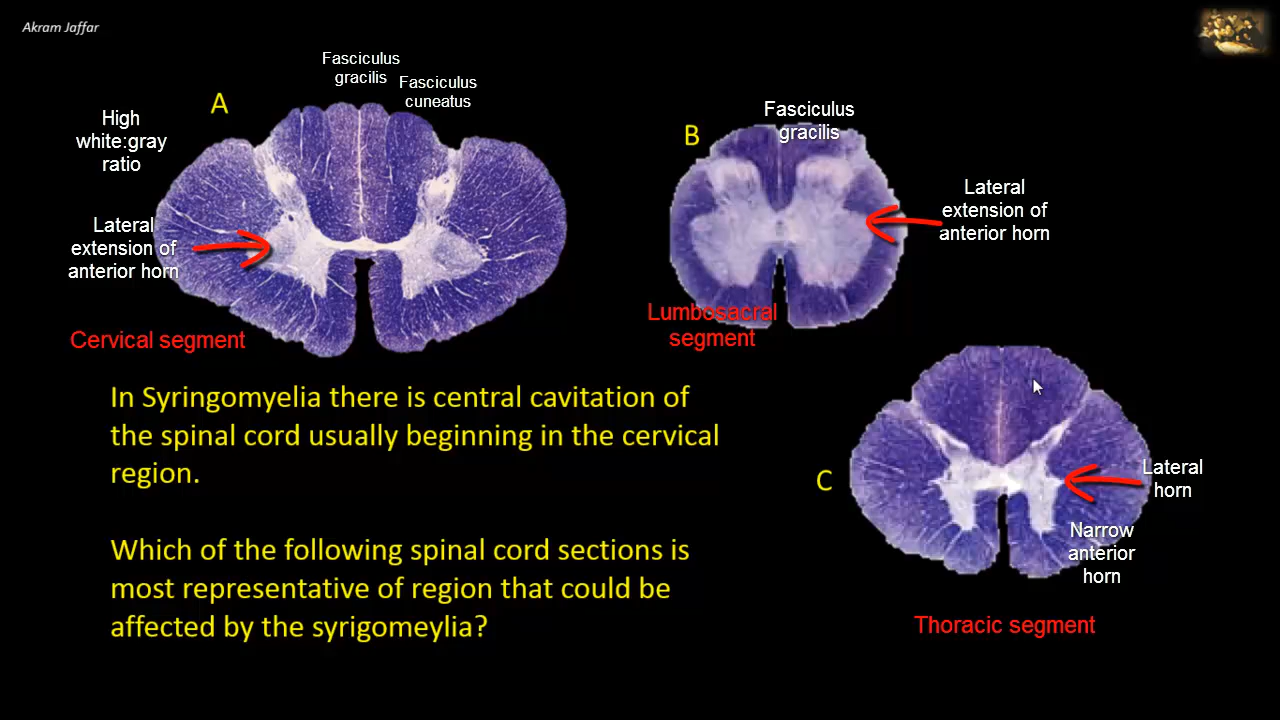 Akram Jaffar
Fasciculus
gracilis
Fasciculus
cuneatus
A
High
white:gray
ratio
Lateral
extension of
anterior horn
Cervical segment
B
Fasciculus
gracilis
Lateral
extension of
anterior horn
Lumbosacral
segment
In Syringomyelia there is central cavitation of
the spinal cord usually beginning in the cervical
region.
Which of the following spinal cord sections is
most representative of region that could be
affected by the syrigomeylia?
C
Lateral
horn
Narrow
anterior
horn
Thoracic segment